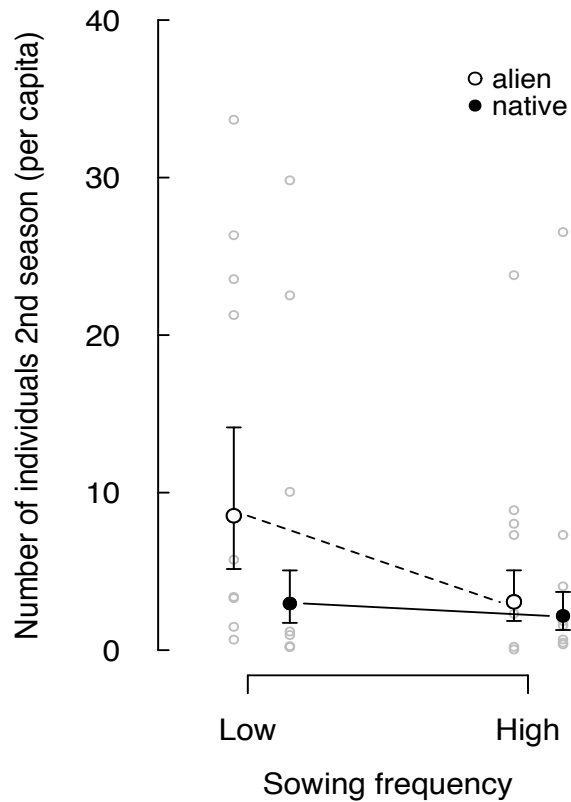 Number of individuals 2nd season (per capita)
40
30
20
10
0
alien
native
Low
High
Sowing frequency